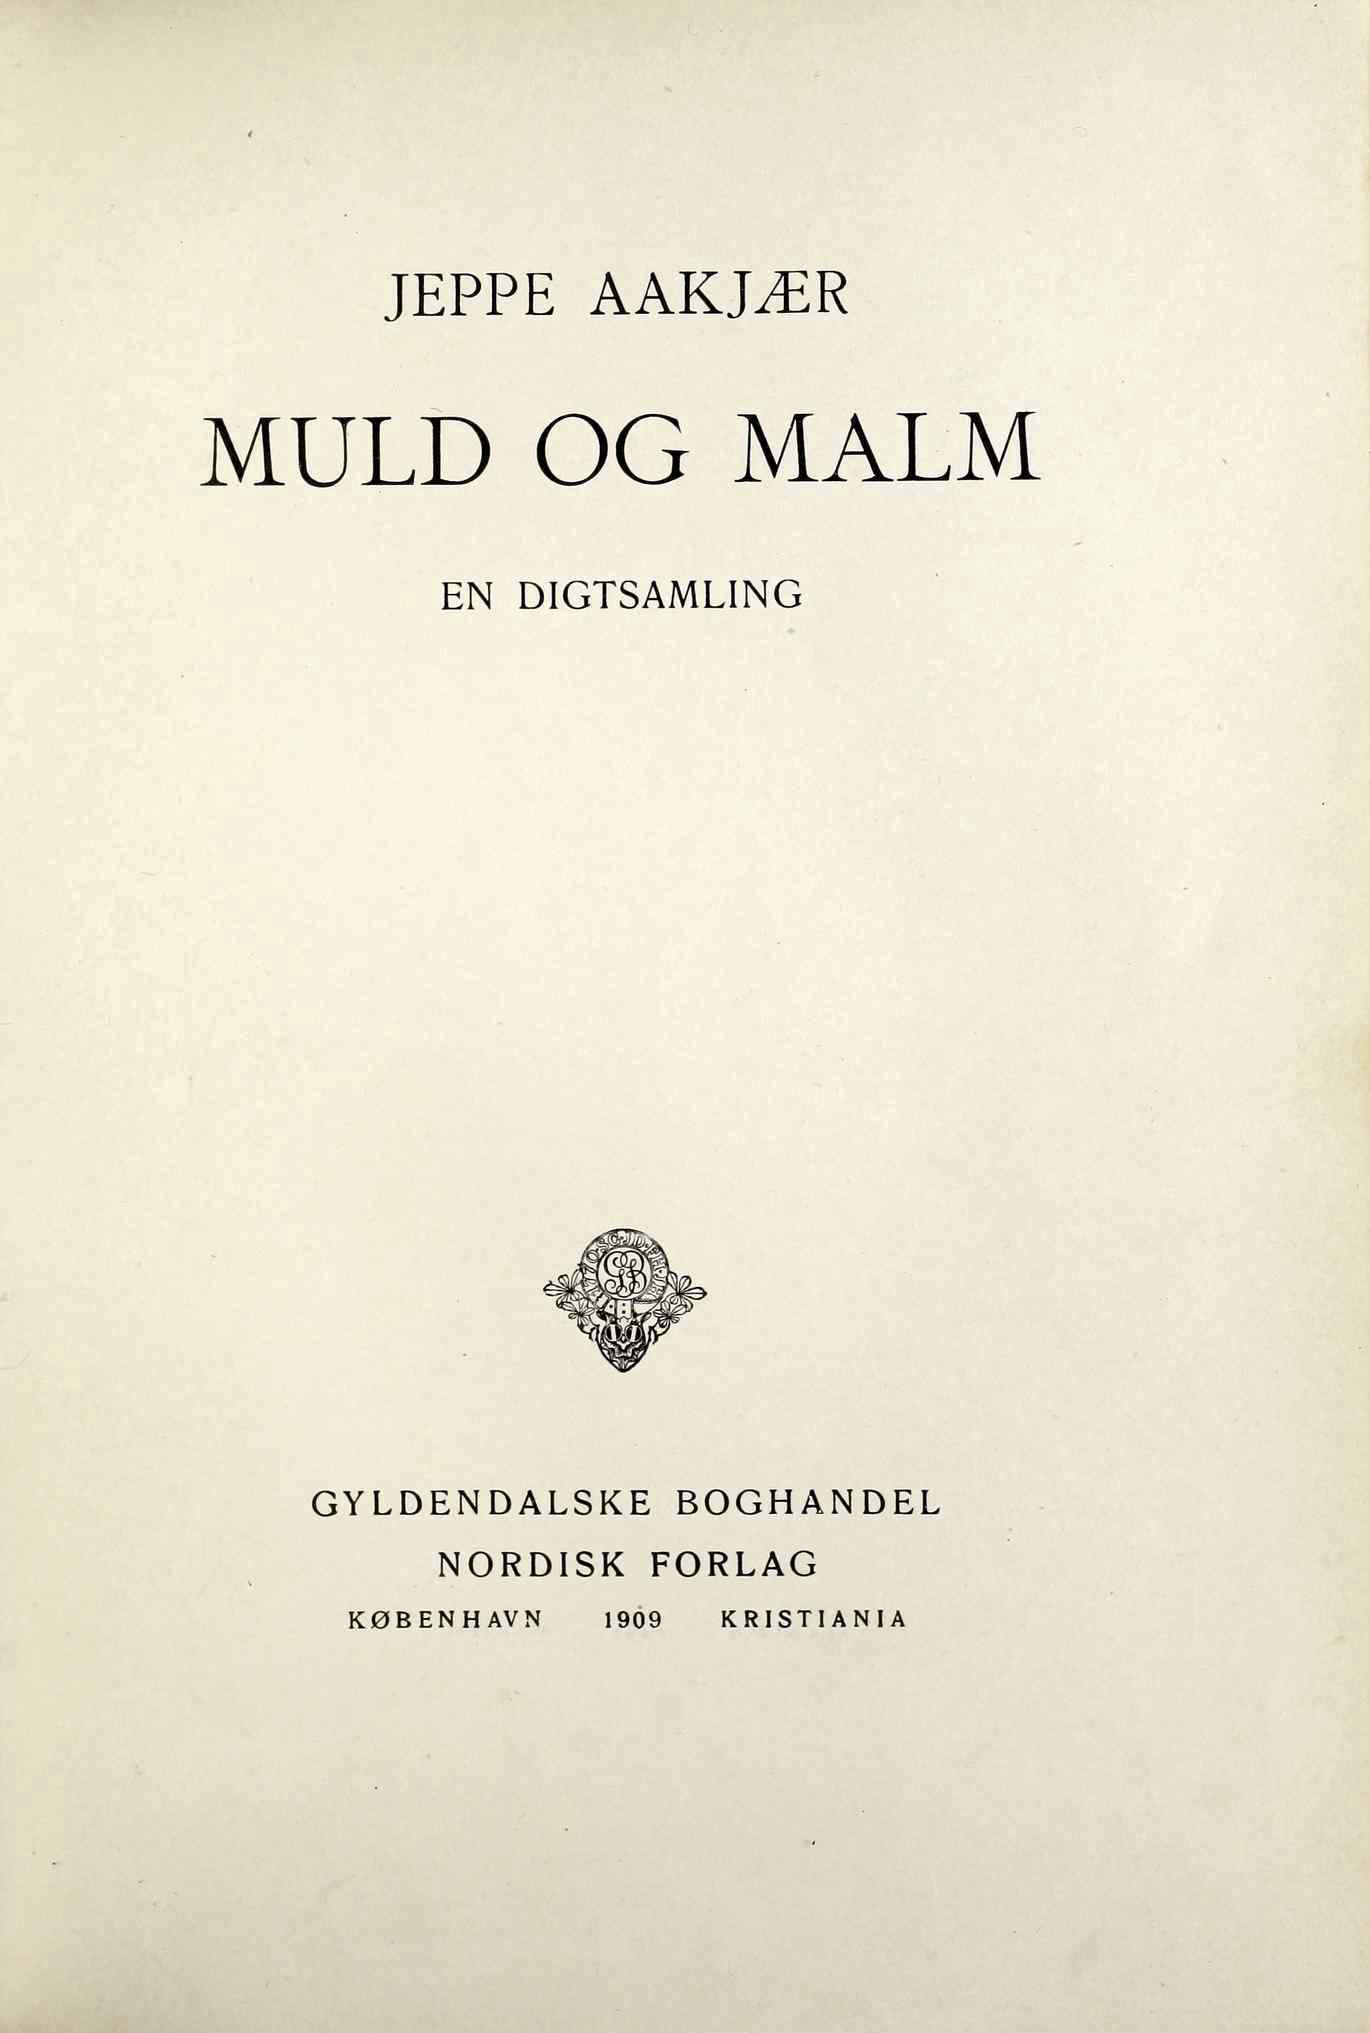 JEPPE AAKJÆR
MULD OG MALM
EN DIGTSAMLING
GYLDENDALSKE BOGHANDEL
NORDISK FORLAG
KØBENHAVN 1909 KRISTIANIA